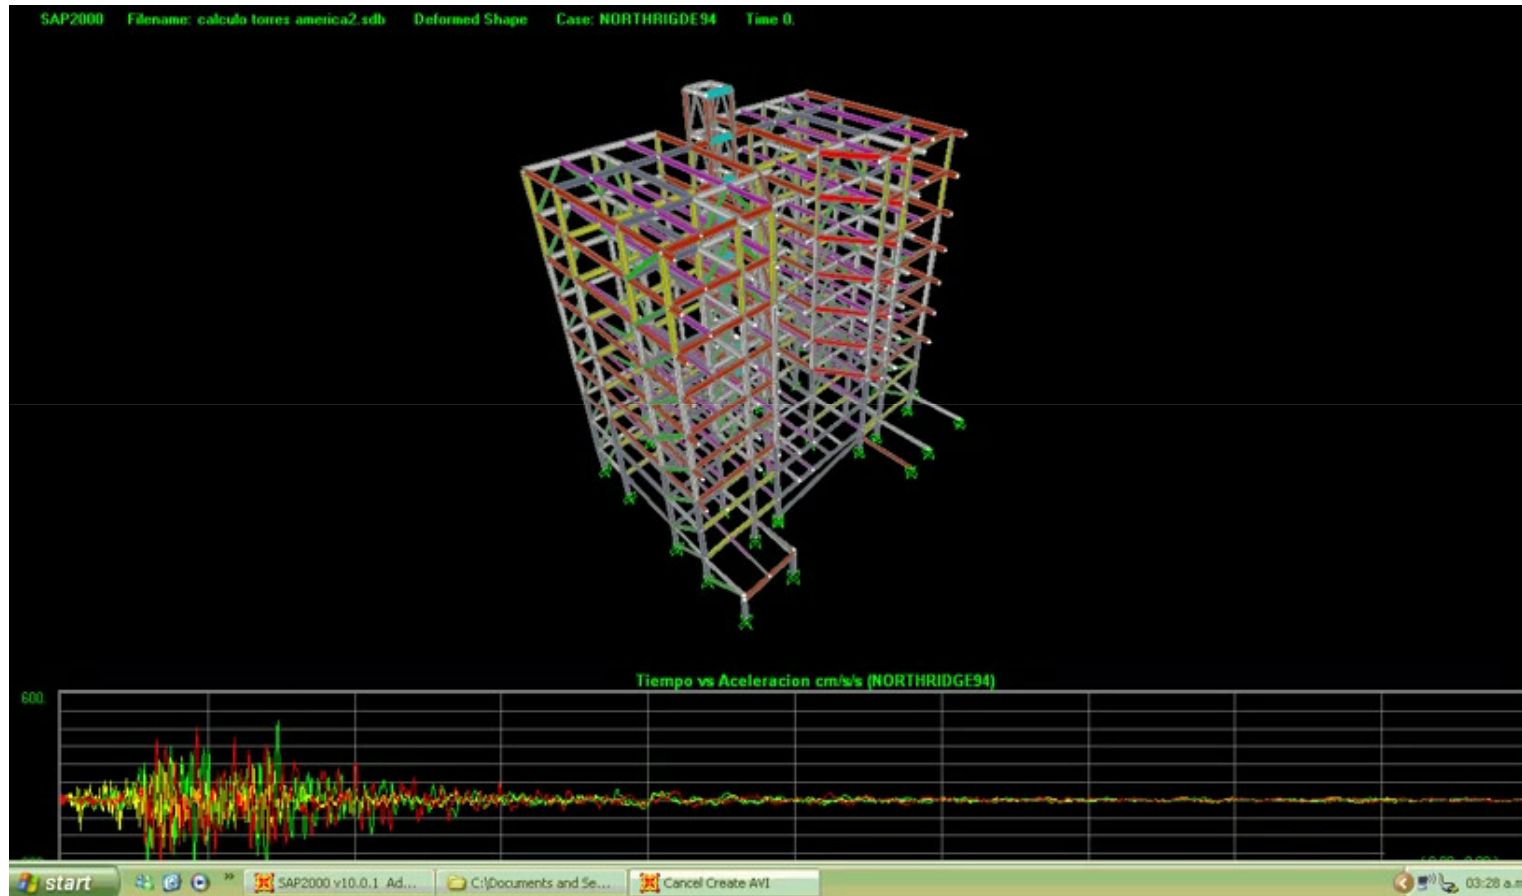 SAP2000 Filename: calculo torres america2.sdb Deformed Shape Case: NORTHRIGDE94 Time 0.
Tiempo vs Aceleracion cm/s/s (NORTHRIDGE94)
600.
start » SAP2000 v10.0.1 Ad... C:\Documents and Se... Cancel Create AVI 03:28 a.m